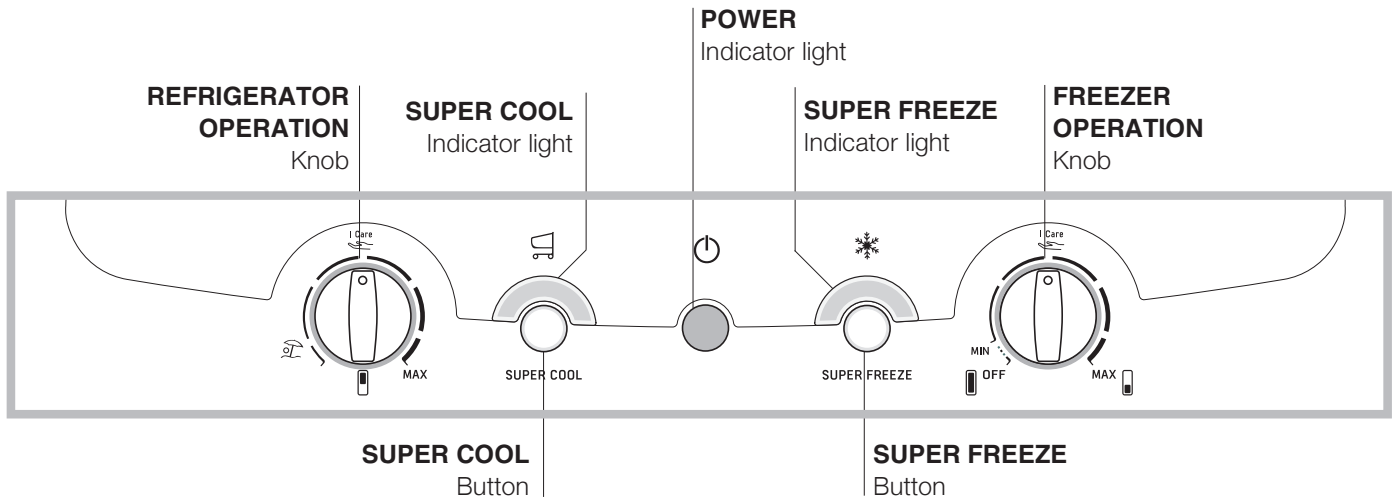 POWER
Indicator light
REFRIGERATOR
OPERATION
Knob
SUPER COOL
Indicator light
SUPER FREEZE
Indicator light
FREEZER
OPERATION
Knob
I Care
I Care
MAX
SUPER COOL
SUPER FREEZE
MIN
OFF
MAX
SUPER COOL
Button
SUPER FREEZE
Button